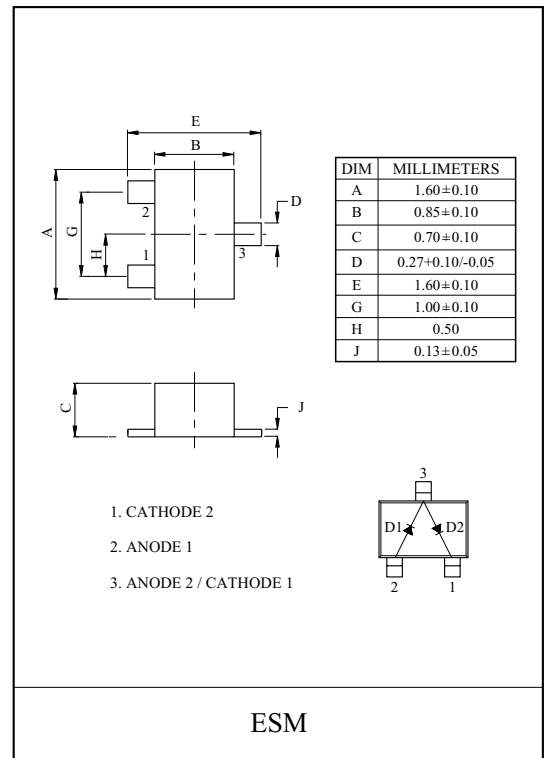 E
B
A
G
H
2
1
D
3
DIM MILLIMETERS
A 1.60±0.10
B 0.85±0.10
C 0.70±0.10
D 0.27+0.10/-0.05
E 1.60±0.10
G 1.00±0.10
H 0.50
J 0.13±0.05
C
J
1. CATHODE 2
2. ANODE 1
3. ANODE 2 / CATHODE 1
3
D1 D2
2 1
ESM